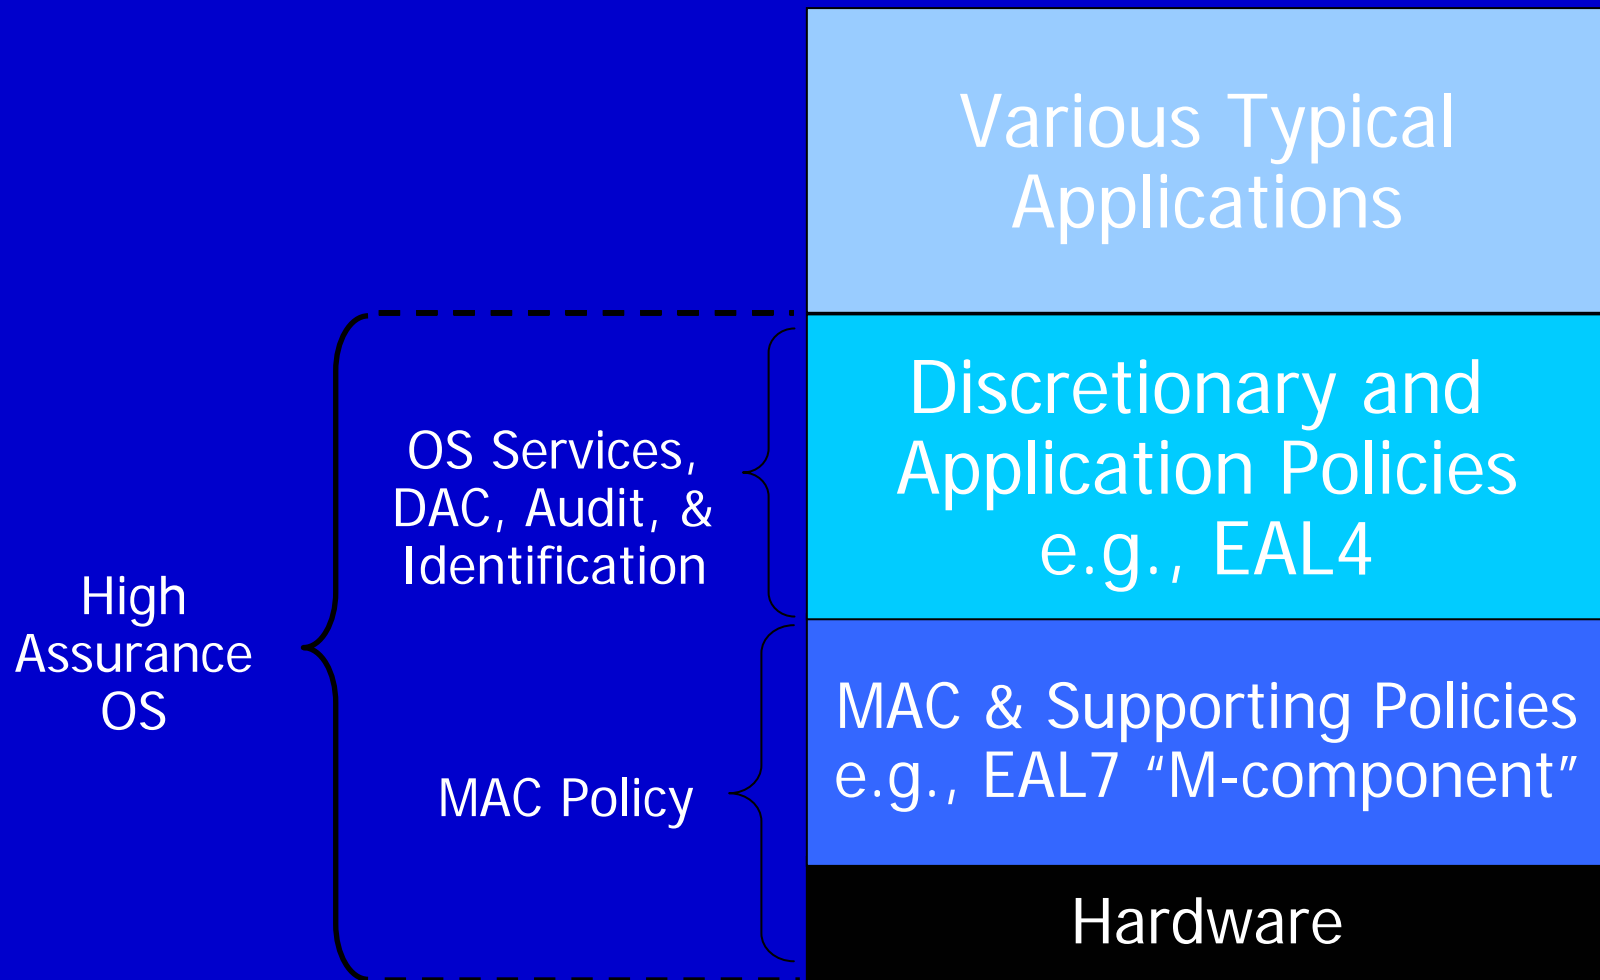 Various Typical
Applications
Discretionary and
Application Policies
e.g., EAL4
OS Services,
DAC, Audit, &
Identification
High
Assurance
OS
MAC & Supporting Policies
e.g., EAL7 “M-component”
MAC Policy
Hardware